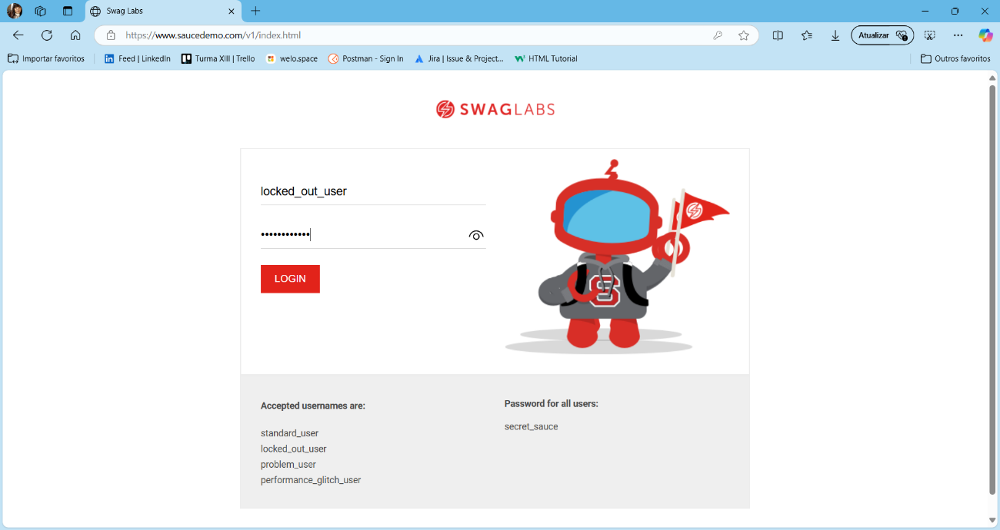 Swag Labs
https://www.saucedemo.com/v1/index.html
Atualizar
Importar favoritos
Feed | LinkedIn
Turma XIII | Trello
welo.space
Postman - Sign In
Jira | Issue & Project...
HTML Tutorial
Outros favoritos
SWAGLABS
locked_out_user
••••••••••••
LOGIN
S
Accepted usernames are:
standard_user
locked_out_user
problem_user
performance_glitch_user
Password for all users:
secret_sauce